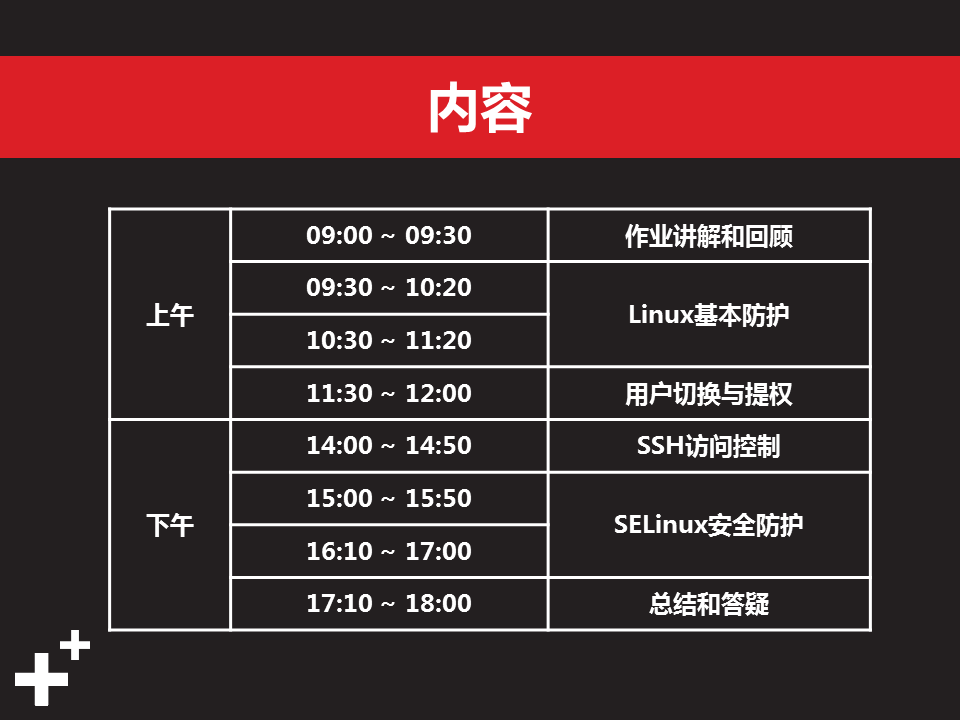 内容
上午
09:00 ~ 09:30
作业讲解和回顾
09:30 ~ 10:20
Linux基本防护
10:30 ~ 11:20
11:30 ~ 12:00
用户切换与提权
下午
14:00 ~ 14:50
SSH访问控制
15:00 ~ 15:50
SELinux安全防护
16:10 ~ 17:00
17:10 ~ 18:00
总结和答疑